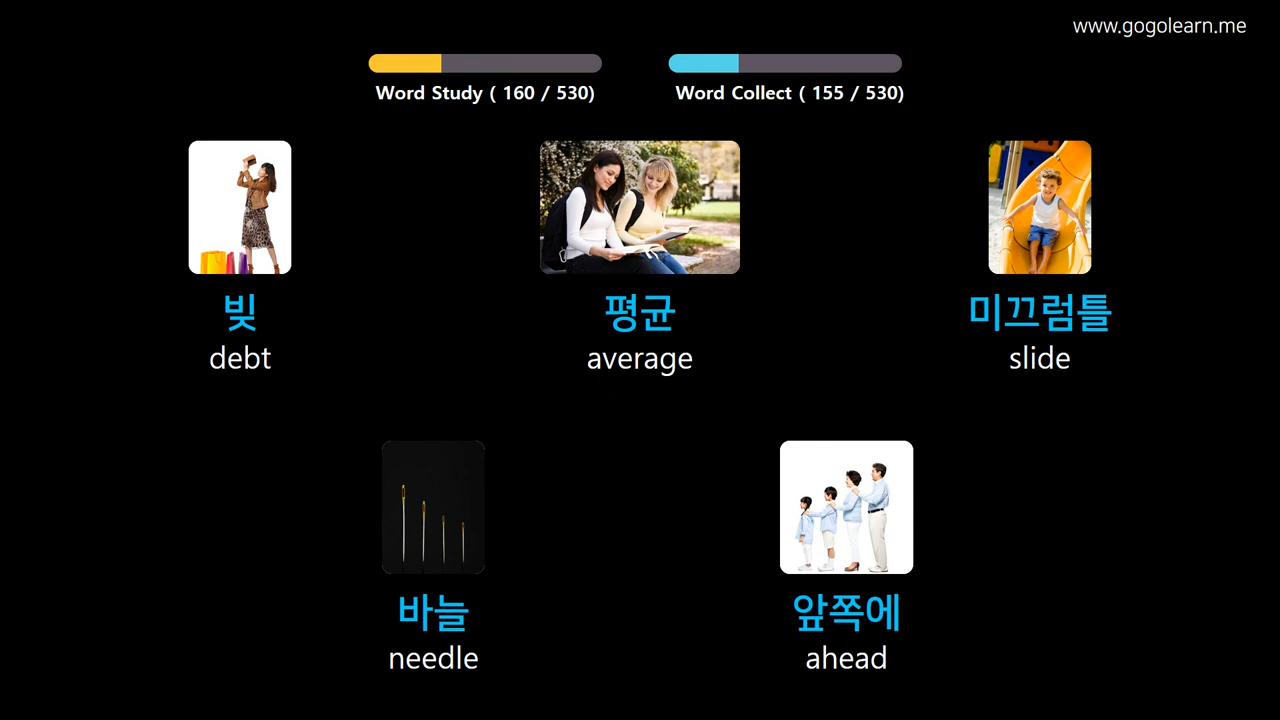 www.gogolearn.me
Word Study ( 160 / 530)
Word Collect ( 155 / 530)
빚
debt
평균
average
미끄럼틀
slide
바늘
needle
앞쪽에
ahead